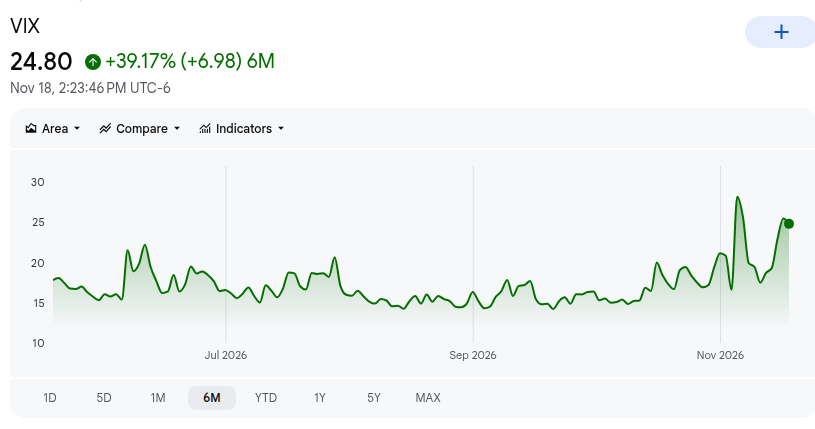 VIX
24.80 +39.17% (+6.98) 6M
Nov 18, 2:23:46 PM UTC-6
Area Compare Indicators
30
25
20
15
10
Jul 2026 Sep 2026 Nov 2026
1D 5D 1M 6M YTD 1Y 5Y MAX